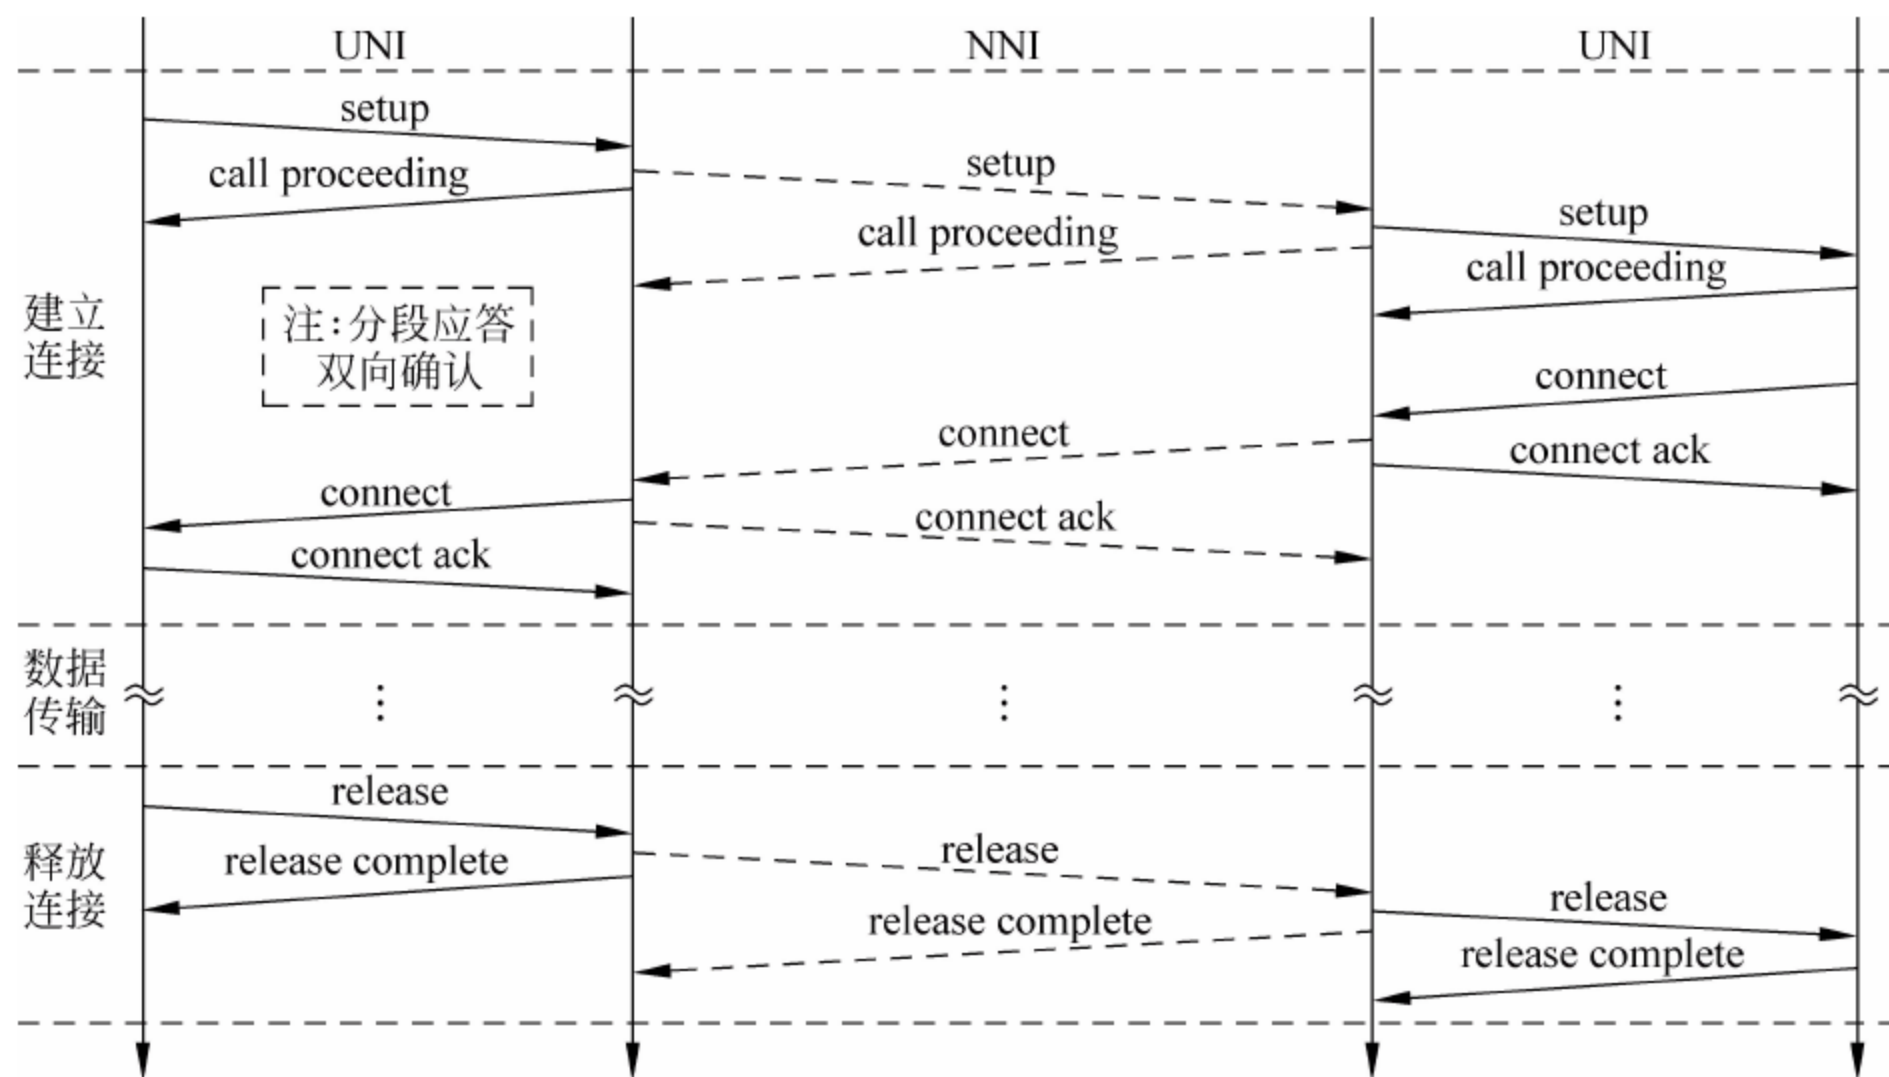 UNI
NNI
UNI
setup
call proceeding
setup
call proceeding
setup
call proceeding
建立
连接
注:分段应答
双向确认
connect
connect
connect ack
connect
connect ack
connect ack
数据
传输
⋮
⋮
⋮
release
release complete
release
release complete
release
release complete
释放
连接